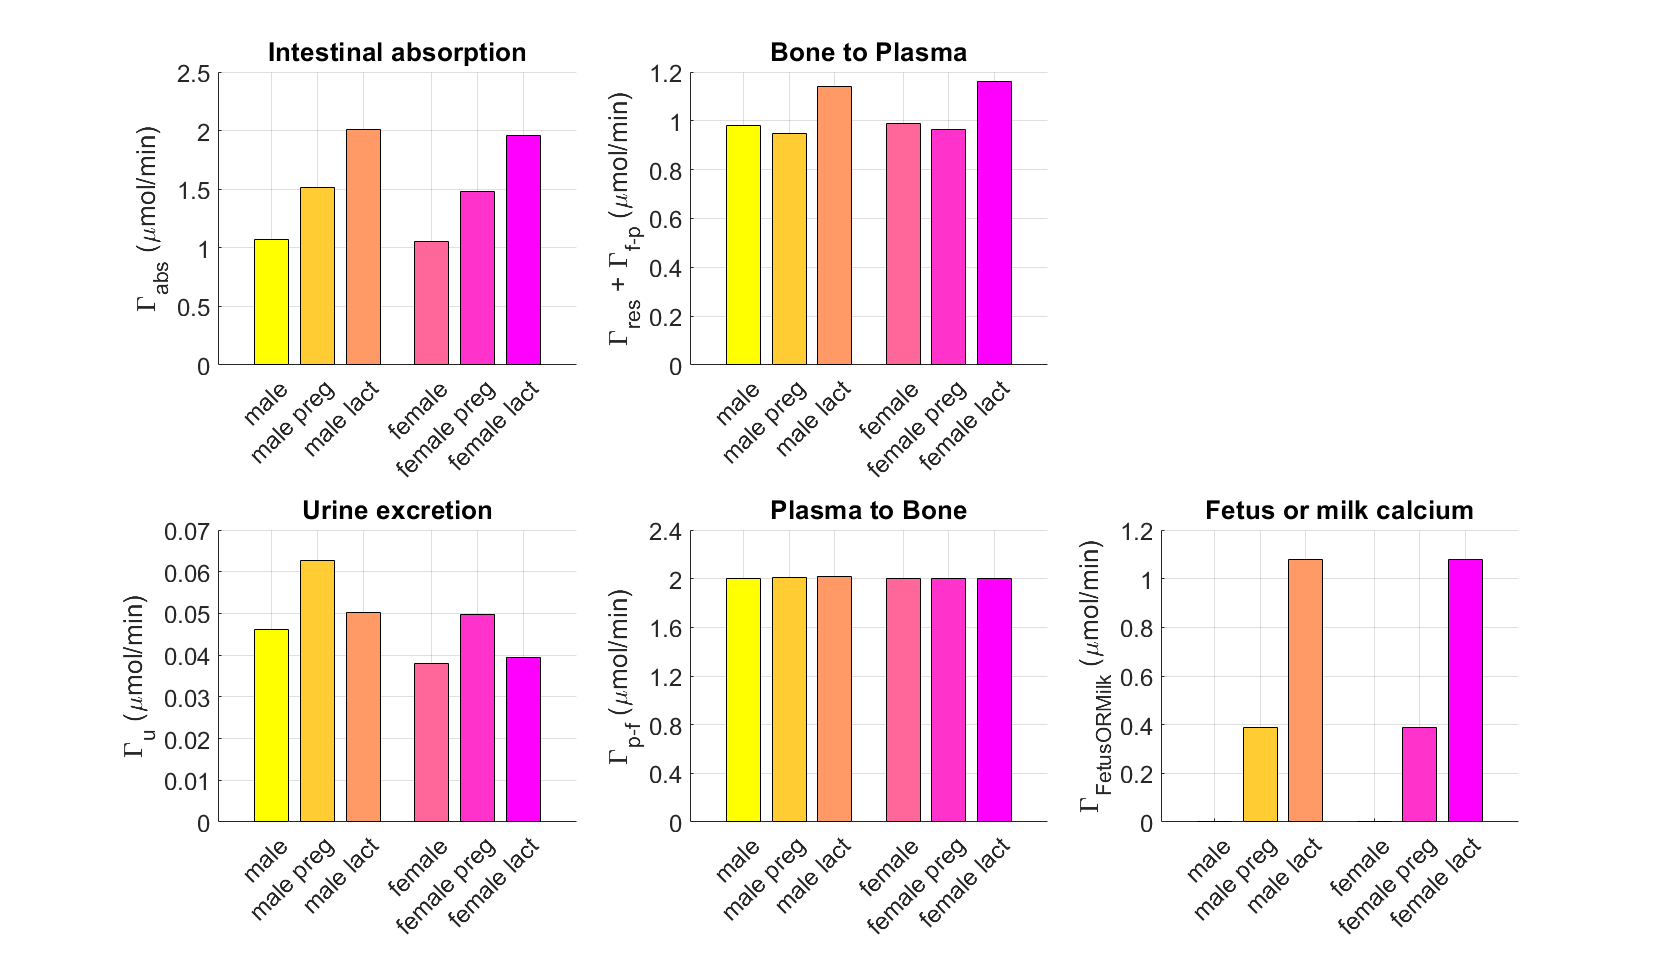 Intestinal absorption
Γabs (μmol/min)
2.5
2
1.5
1
0.5
0
male
male preg
male lact
female
female preg
female lact
Bone to Plasma
Γres + Γf-p (μmol/min)
1.2
1
0.8
0.6
0.4
0.2
0
male
male preg
male lact
female
female preg
female lact
Urine excretion
Γu (μmol/min)
0.07
0.06
0.05
0.04
0.03
0.02
0.01
0
male
male preg
male lact
female
female preg
female lact
Plasma to Bone
Γp-f (μmol/min)
2.4
2
1.6
1.2
0.8
0.4
0
male
male preg
male lact
female
female preg
female lact
Fetus or milk calcium
ΓFetusORMilk (μmol/min)
1.2
1
0.8
0.6
0.4
0.2
0
male
male preg
male lact
female
female preg
female lact